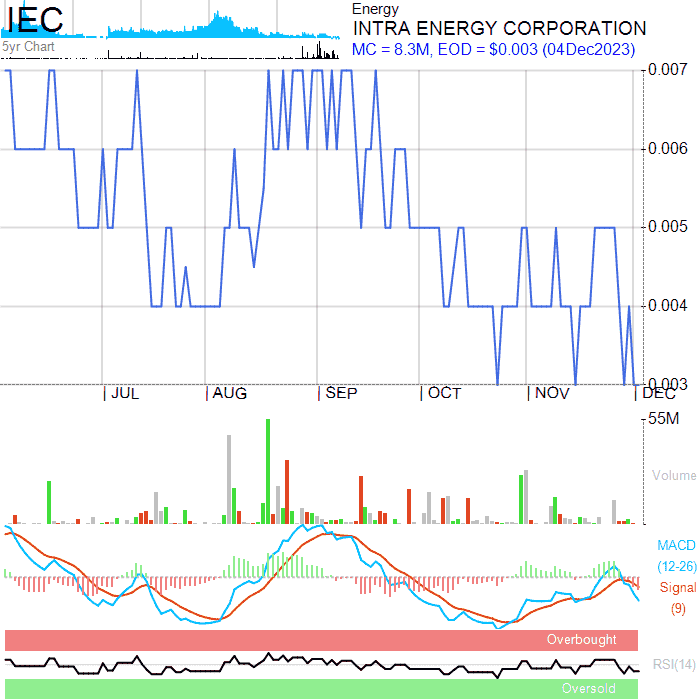 IEC
5yr Chart
Energy
INTRA ENERGY CORPORATION
MC = 8.3M, EOD = $0.003 (04Dec2023)
0.007
0.006
0.005
0.004
0.003
JUL AUG SEP OCT NOV DEC
55M
Volume
MACD
(12-26)
Signal
(9)
Overbought
RSI(14)
Oversold